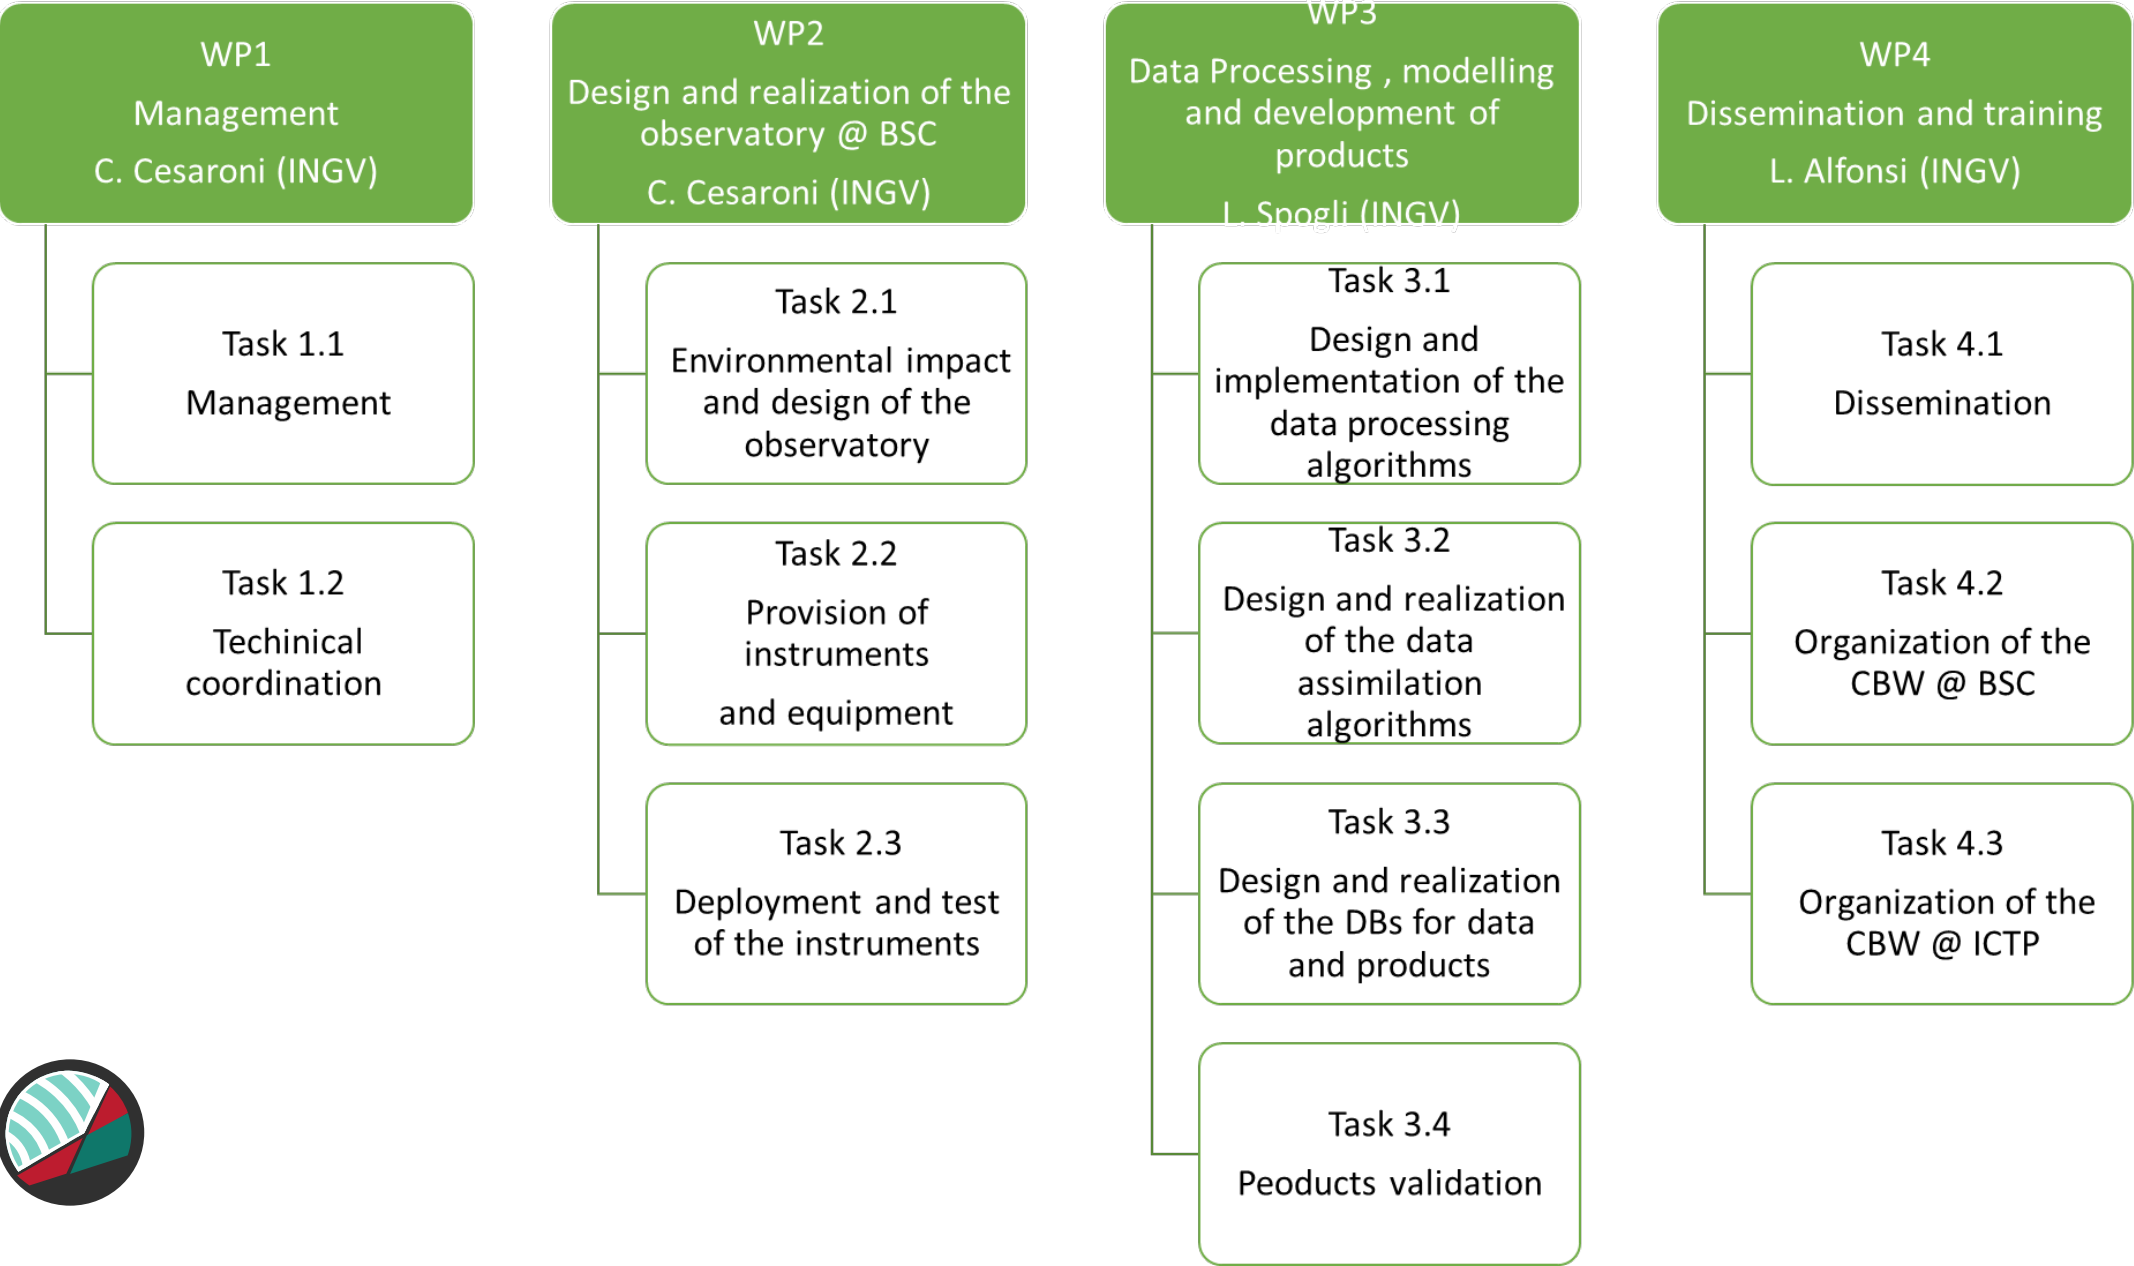 WP1
Management
C. Cesaroni (INGV)
Task 1.1
Management
Task 1.2
Techinical
coordination
WP2
Design and realization of the
observatory @ BSC
C. Cesaroni (INGV)
Task 2.1
Environmental impact
and design of the
observatory
Task 2.2
Provision of
instruments
and equipment
Task 2.3
Deployment and test
of the instruments
WP3
Data Processing , modelling
and development of
products
L. Spogli (INGV)
Task 3.1
Design and
implementation of the
data processing
algorithms
Task 3.2
Design and realization
of the data
assimilation
algorithms
Task 3.3
Design and realization
of the DBs for data
and products
Task 3.4
Peoducts validation
WP4
Dissemination and training
L. Alfonsi (INGV)
Task 4.1
Dissemination
Task 4.2
Organization of the
CBW @ BSC
Task 4.3
Organization of the
CBW @ ICTP